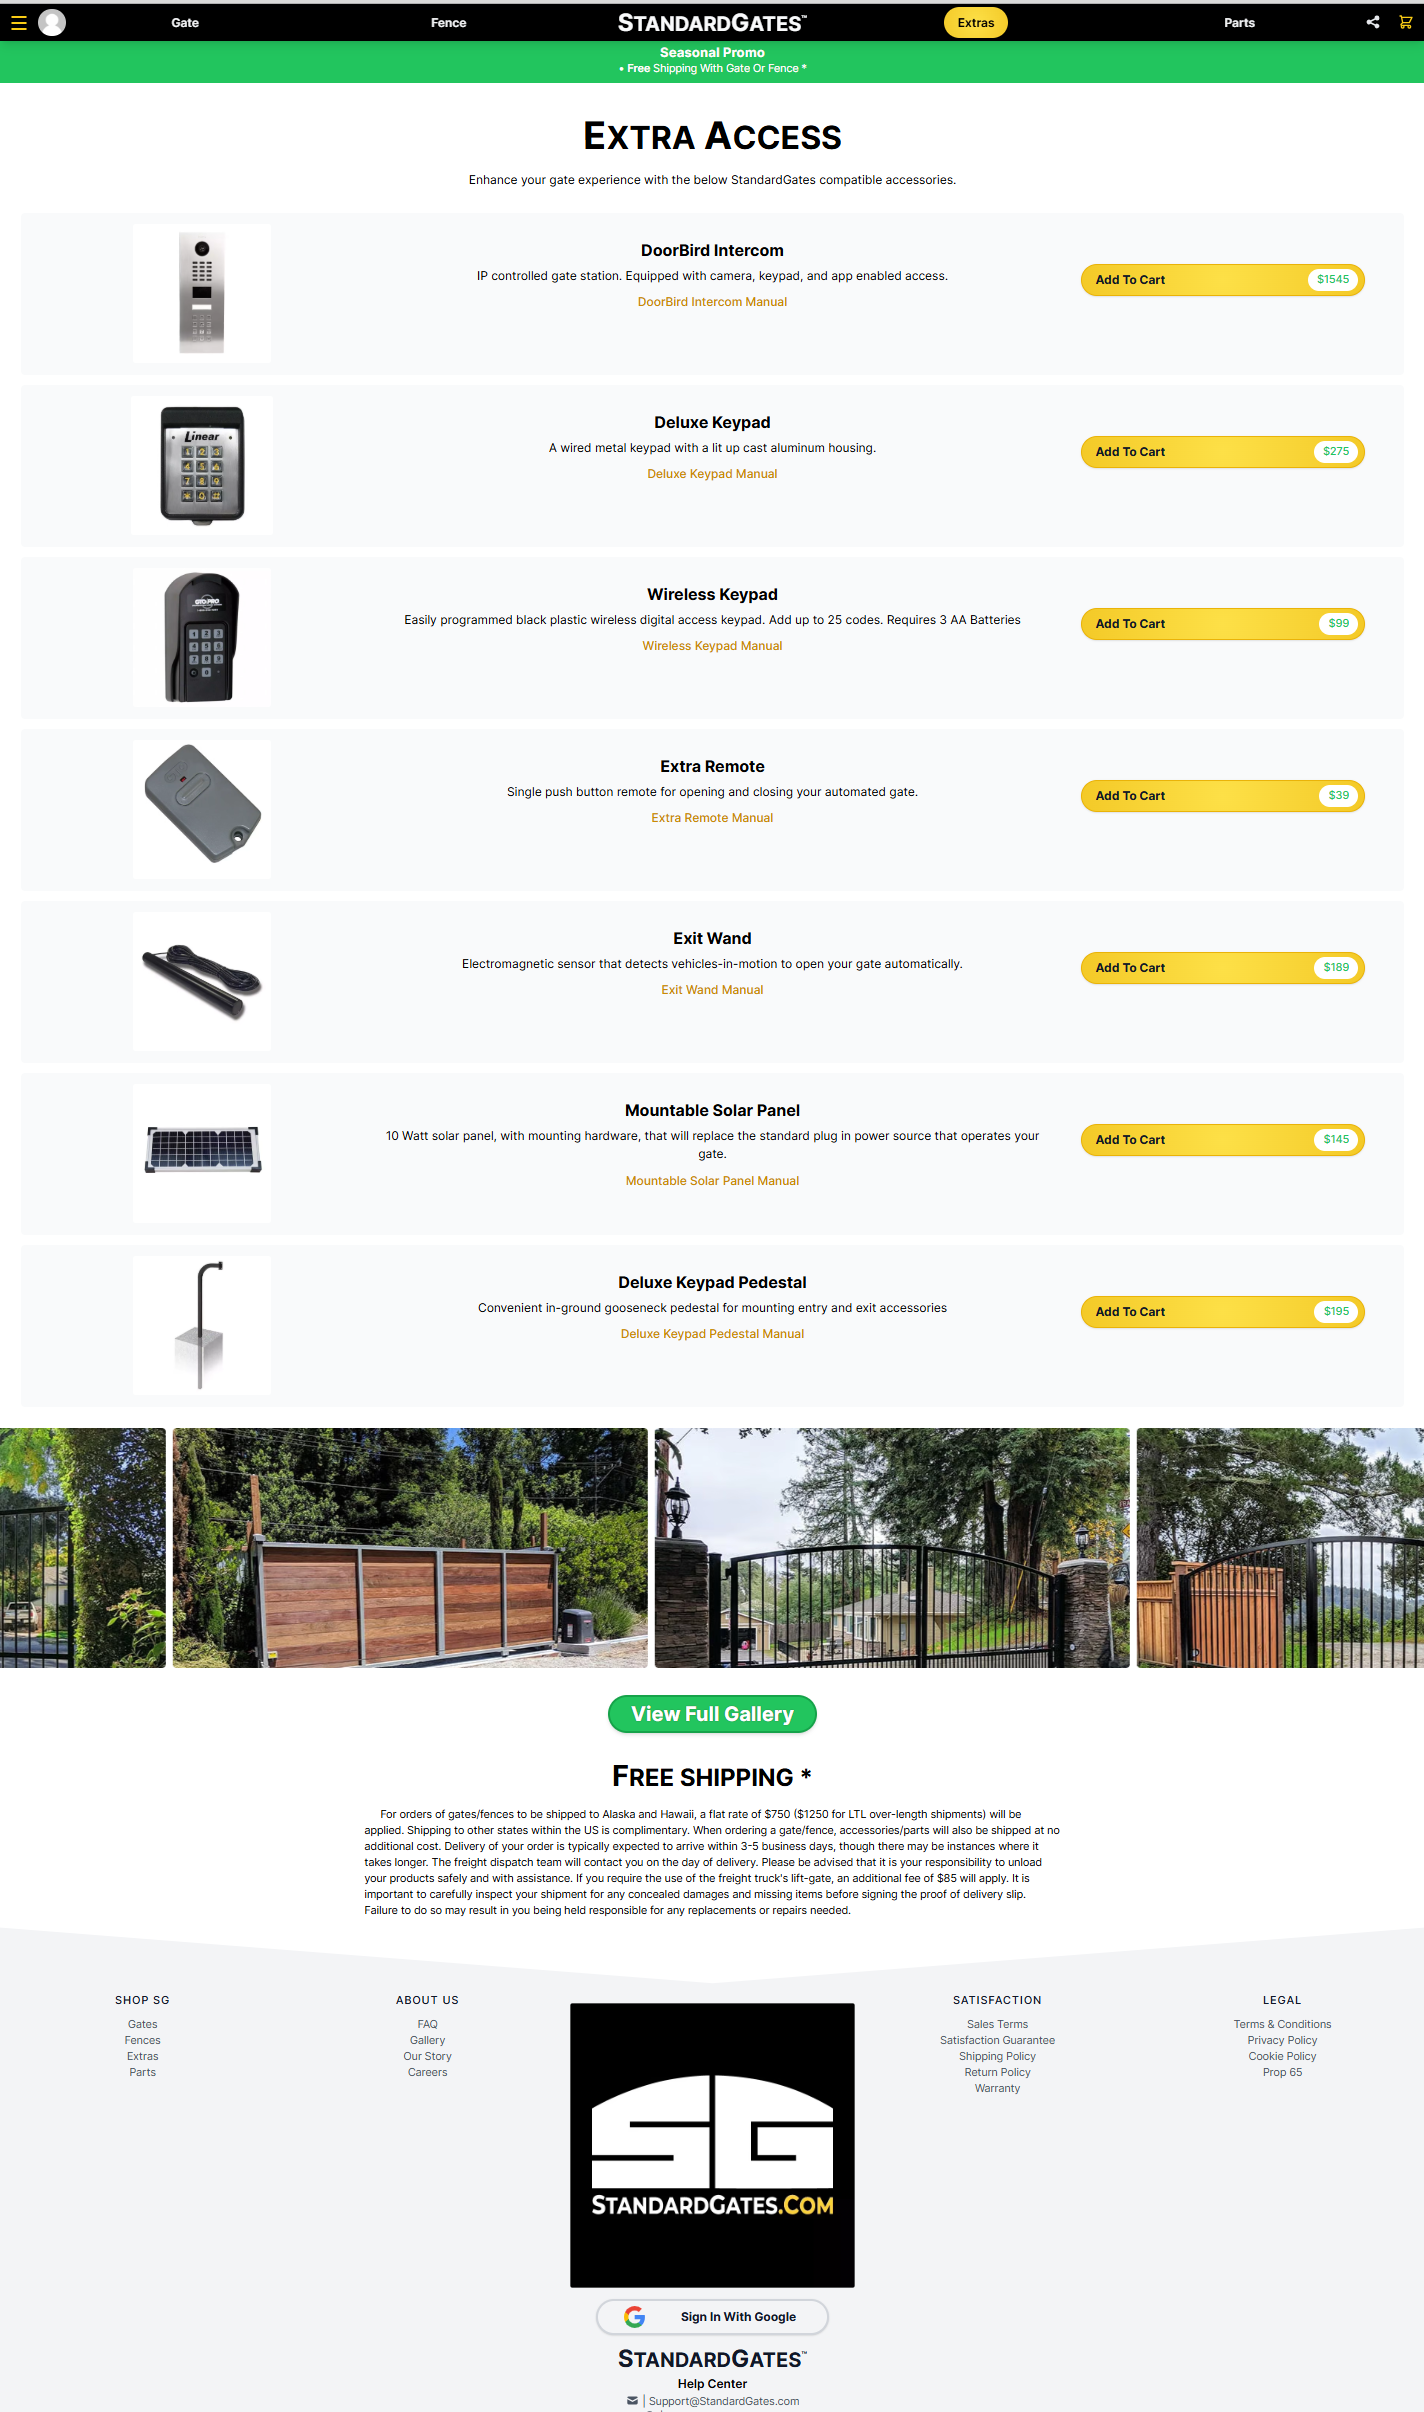 Gate
Fence
STANDARDGATES™
Extras
Parts
Seasonal Promo
• Free Shipping With Gate Or Fence *
EXTRA ACCESS
Enhance your gate experience with the below StandardGates compatible accessories.
DoorBird Intercom
IP controlled gate station. Equipped with camera, keypad, and app enabled access.
DoorBird Intercom Manual
Add To Cart
$1545
Linear
Deluxe Keypad
A wired metal keypad with a lit up cast aluminum housing.
Deluxe Keypad Manual
Add To Cart
$275
GTO/PRO
Wireless Keypad
Easily programmed black plastic wireless digital access keypad. Add up to 25 codes. Requires 3 AA Batteries
Wireless Keypad Manual
Add To Cart
$99
Extra Remote
Single push button remote for opening and closing your automated gate.
Extra Remote Manual
Add To Cart
$39
Exit Wand
Electromagnetic sensor that detects vehicles-in-motion to open your gate automatically.
Exit Wand Manual
Add To Cart
$189
Mountable Solar Panel
10 Watt solar panel, with mounting hardware, that will replace the standard plug in power source that operates your
gate.
Mountable Solar Panel Manual
Add To Cart
$145
Deluxe Keypad Pedestal
Convenient in-ground gooseneck pedestal for mounting entry and exit accessories
Deluxe Keypad Pedestal Manual
Add To Cart
$195
View Full Gallery
FREE SHIPPING *
For orders of gates/fences to be shipped to Alaska and Hawaii, a flat rate of $750 ($1250 for LTL over-length shipments) will be
applied. Shipping to other states within the US is complimentary. When ordering a gate/fence, accessories/parts will also be shipped at no
additional cost. Delivery of your order is typically expected to arrive within 3-5 business days, though there may be instances where it
takes longer. The freight dispatch team will contact you on the day of delivery. Please be advised that it is your responsibility to unload
your products safely and with assistance. If you require the use of the freight truck's lift-gate, an additional fee of $85 will apply. It is
important to carefully inspect your shipment for any concealed damages and missing items before signing the proof of delivery slip.
Failure to do so may result in you being held responsible for any replacements or repairs needed.
SHOP SG
Gates
Fences
Extras
Parts
ABOUT US
FAQ
Gallery
Our Story
Careers
SG
STANDARDGATES.COM
SATISFACTION
Sales Terms
Satisfaction Guarantee
Shipping Policy
Return Policy
Warranty
LEGAL
Terms & Conditions
Privacy Policy
Cookie Policy
Prop 65
Sign In With Google
STANDARDGATES™
Help Center
| Support@StandardGates.com